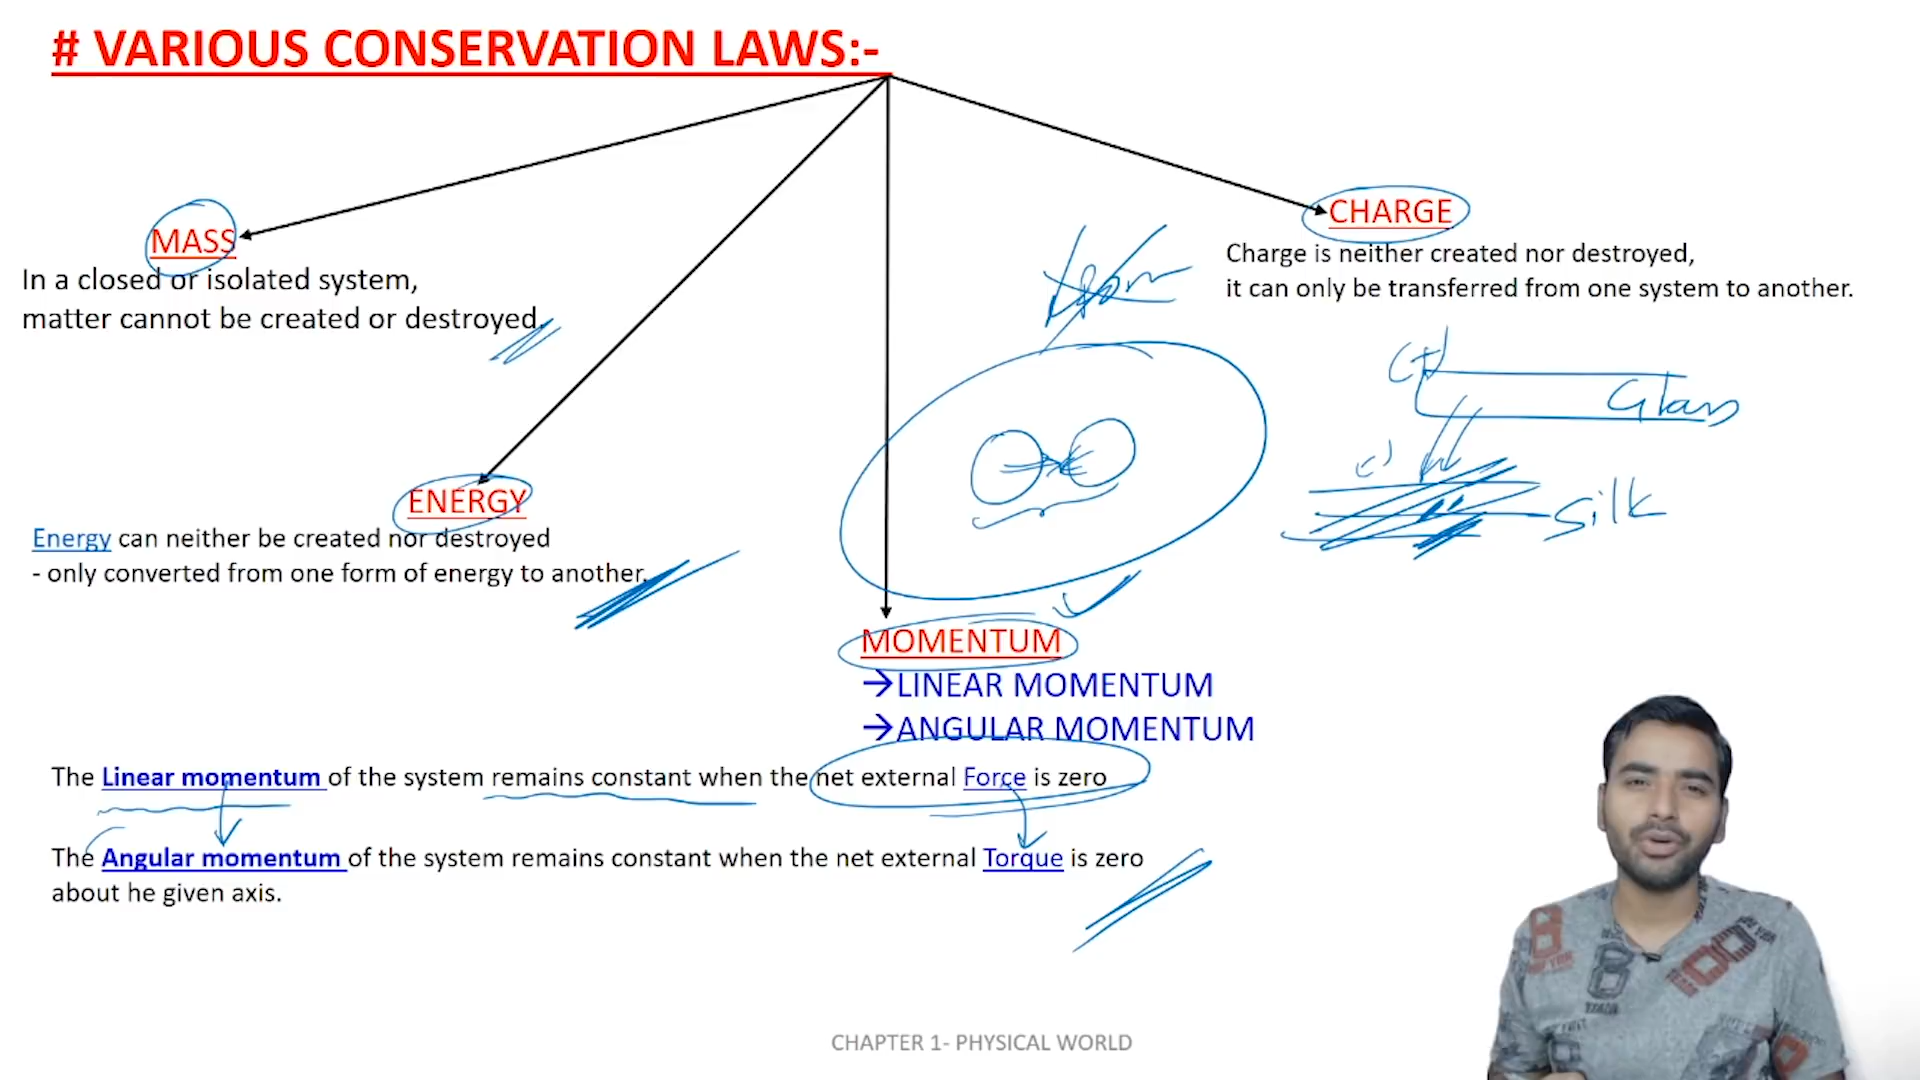 # VARIOUS CONSERVATION LAWS:-
MASS
In a closed or isolated system,
matter cannot be created or destroyed.
CHARGE
Charge is neither created nor destroyed,
it can only be transferred from one system to another.
(+)
Glass
(-)
Silk
ENERGY
Energy can neither be created nor destroyed
- only converted from one form of energy to another.
MOMENTUM
→LINEAR MOMENTUM
→ANGULAR MOMENTUM
The Linear momentum of the system remains constant when the net external Force is zero
The Angular momentum of the system remains constant when the net external Torque is zero
about he given axis.
CHAPTER 1- PHYSICAL WORLD